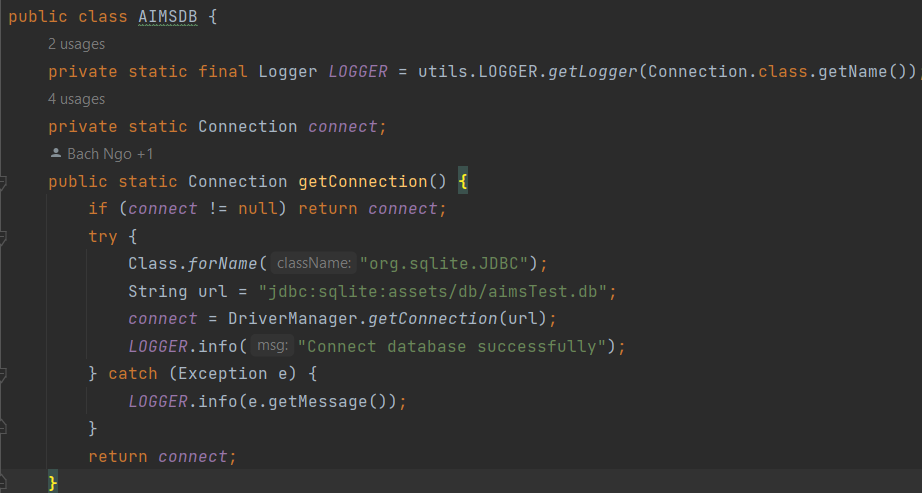 public class AIMSDB {
2 usages
private static final Logger LOGGER = utils.LOGGER.getLogger(Connection.class.getName());
4 usages
private static Connection connect;
Bach Ngo +1
public static Connection getConnection() {
if (connect != null) return connect;
try {
Class.forName( className: "org.sqlite.JDBC");
String url = "jdbc:sqlite:assets/db/aimsTest.db";
connect = DriverManager.getConnection(url);
LOGGER.info( msg: "Connect database successfully");
} catch (Exception e) {
LOGGER.info(e.getMessage());
}
return connect;
}